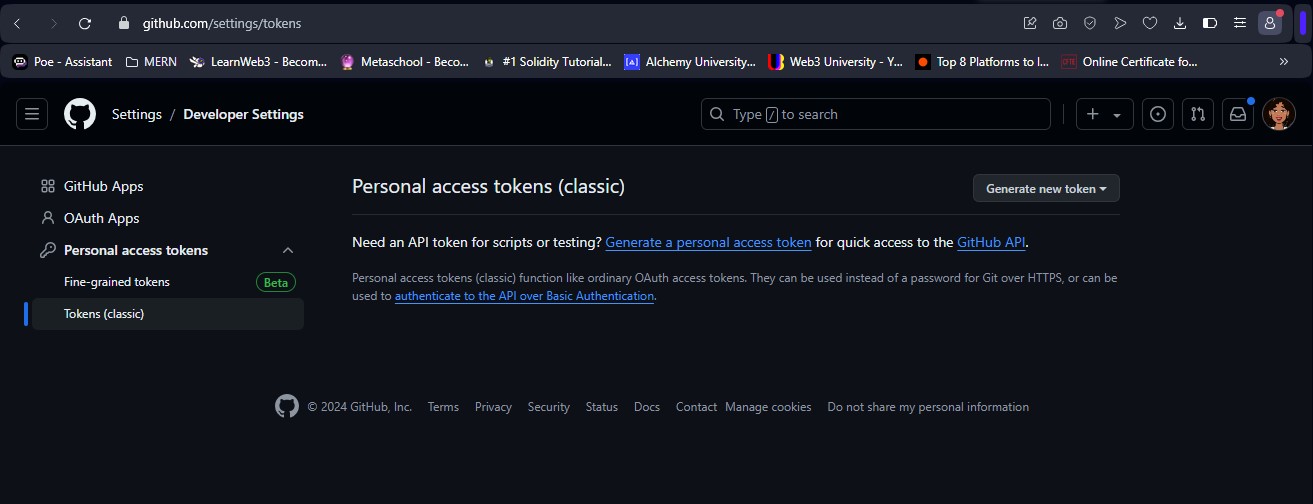 github.com/settings/tokens
Poe - Assistant MERN LearnWeb3 - Becom... Metaschool - Beco... #1 Solidity Tutorial... [A] Alchemy University... Web3 University - Y... Top 8 Platforms to l... Online Certificate fo... »
Settings / Developer Settings Type / to search
GitHub Apps
OAuth Apps
Personal access tokens
Fine-grained tokens Beta
Tokens (classic)
Personal access tokens (classic) Generate new token
Need an API token for scripts or testing? Generate a personal access token for quick access to the GitHub API.
Personal access tokens (classic) function like ordinary OAuth access tokens. They can be used instead of a password for Git over HTTPS, or can be
used to authenticate to the API over Basic Authentication.
© 2024 GitHub, Inc. Terms Privacy Security Status Docs Contact Manage cookies Do not share my personal information